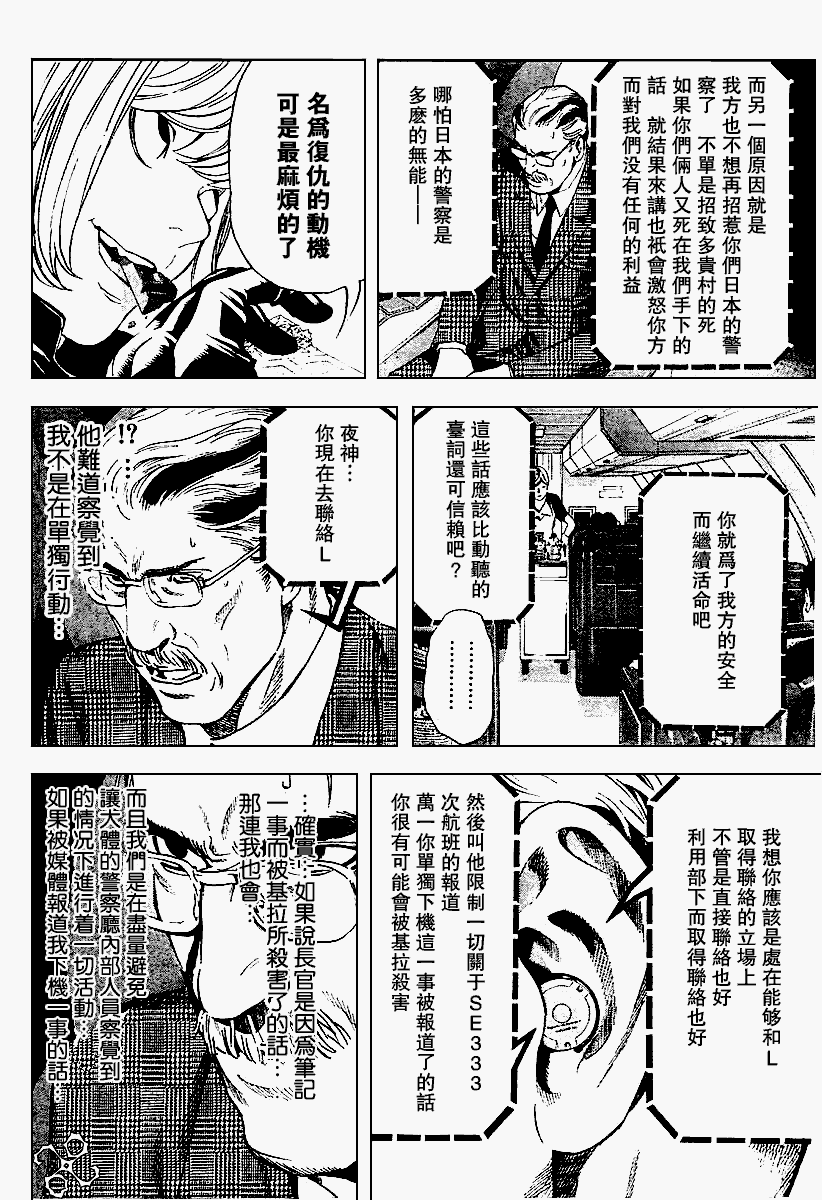 而另一個原因就是
我方也不想再招惹你們日本的警
察了　不單是招致多貴村的死
如果你們倆人又死在我們手下的
話　就結果來講也衹會激怒你方
而對我們没有任何的利益
哪怕日本的警察是
多麽的無能——
名爲復仇的動機
可是最麻煩的了
你就爲了我方的安全
而繼續活命吧
這些話應該比動聽的
臺詞還可信賴吧？
………………
夜神…
你現在去聯絡L
!?…
他難道察覺到
我不是在單獨行動…
我想你應該是處在能够和L
取得聯絡的立場上
不管是直接聯絡也好
利用部下而取得聯絡也好
然後叫他限制一切關于SE333
次航班的報道
萬一你單獨下機這一事被報道了的話
你很有可能會被基拉殺害
…確實…如果說長官是因爲筆記
一事而被基拉所殺害了的話…
那連我也會…
而且我們是在盡量避免
讓大體的警察廳內部人員察覺到
的情況下進行着一切活動…
如果被媒體報道我下機一事的話…